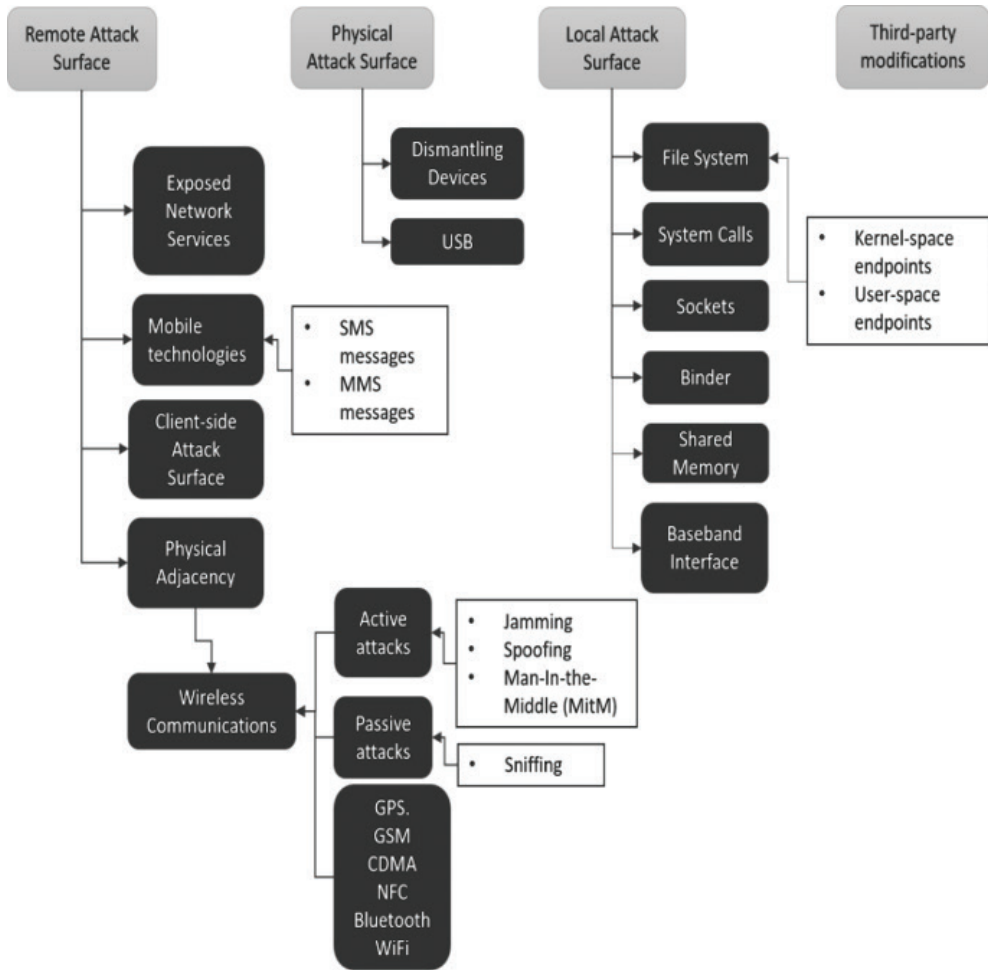 Remote Attack
Surface
Physical
Attack Surface
Local Attack
Surface
Third-party
modifications
Exposed
Network
Services
Mobile
technologies
• SMS
messages
• MMS
messages
Client-side
Attack
Surface
Physical
Adjacency
Wireless
Communications
Active
attacks
• Jamming
• Spoofing
• Man-In-the-
Middle (MitM)
Passive
attacks
• Sniffing
GPS.
GSM
CDMA
NFC
Bluetooth
WiFi
Dismantling
Devices
USB
File System
System Calls
Sockets
Binder
Shared
Memory
Baseband
Interface
• Kernel-space
endpoints
• User-space
endpoints